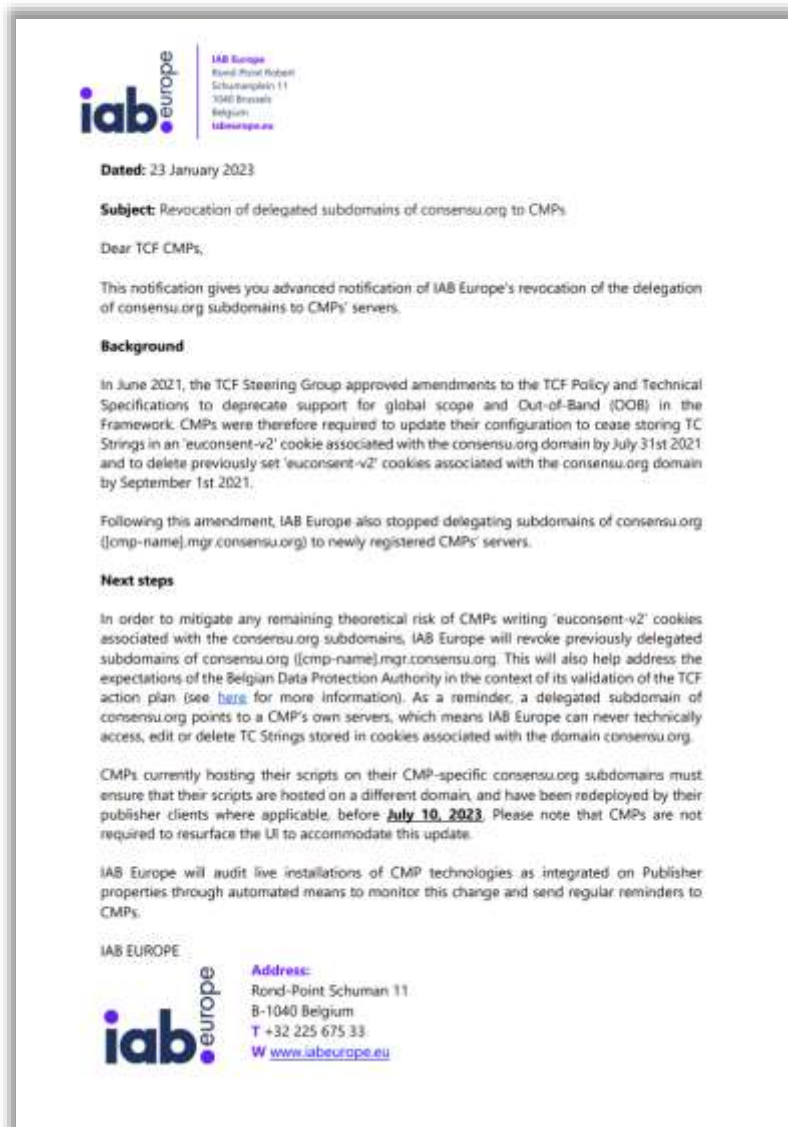 iab europe
IAB Europe
Rond-Point Robert
Schumanplein 11
1040 Brussels
Belgium
iabeurope.eu
Dated: 23 January 2023
Subject: Revocation of delegated subdomains of consensu.org to CMPs
Dear TCF CMPs,
This notification gives you advanced notification of IAB Europe's revocation of the delegation
of consensu.org subdomains to CMPs' servers.
Background
In June 2021, the TCF Steering Group approved amendments to the TCF Policy and Technical
Specifications to deprecate support for global scope and Out-of-Band (OOB) in the
Framework. CMPs were therefore required to update their configuration to cease storing TC
Strings in an 'euconsent-v2' cookie associated with the consensu.org domain by July 31st 2021
and to delete previously set 'euconsent-v2' cookies associated with the consensu.org domain
by September 1st 2021.
Following this amendment, IAB Europe also stopped delegating subdomains of consensu.org
([cmp-name].mgr.consensu.org) to newly registered CMPs' servers.
Next steps
In order to mitigate any remaining theoretical risk of CMPs writing 'euconsent-v2' cookies
associated with the consensu.org subdomains, IAB Europe will revoke previously delegated
subdomains of consensu.org ([cmp-name].mgr.consensu.org. This will also help address the
expectations of the Belgian Data Protection Authority in the context of its validation of the TCF
action plan (see here for more information). As a reminder, a delegated subdomain of
consensu.org points to a CMP's own servers, which means IAB Europe can never technically
access, edit or delete TC Strings stored in cookies associated with the domain consensu.org.
CMPs currently hosting their scripts on their CMP-specific consensu.org subdomains must
ensure that their scripts are hosted on a different domain, and have been redeployed by their
publisher clients where applicable, before July 10, 2023. Please note that CMPs are not
required to resurface the UI to accommodate this update.
IAB Europe will audit live installations of CMP technologies as integrated on Publisher
properties through automated means to monitor this change and send regular reminders to
CMPs.
IAB EUROPE
iab europe
Address:
Rond-Point Schuman 11
B-1040 Belgium
T +32 225 675 33
W www.iabeurope.eu